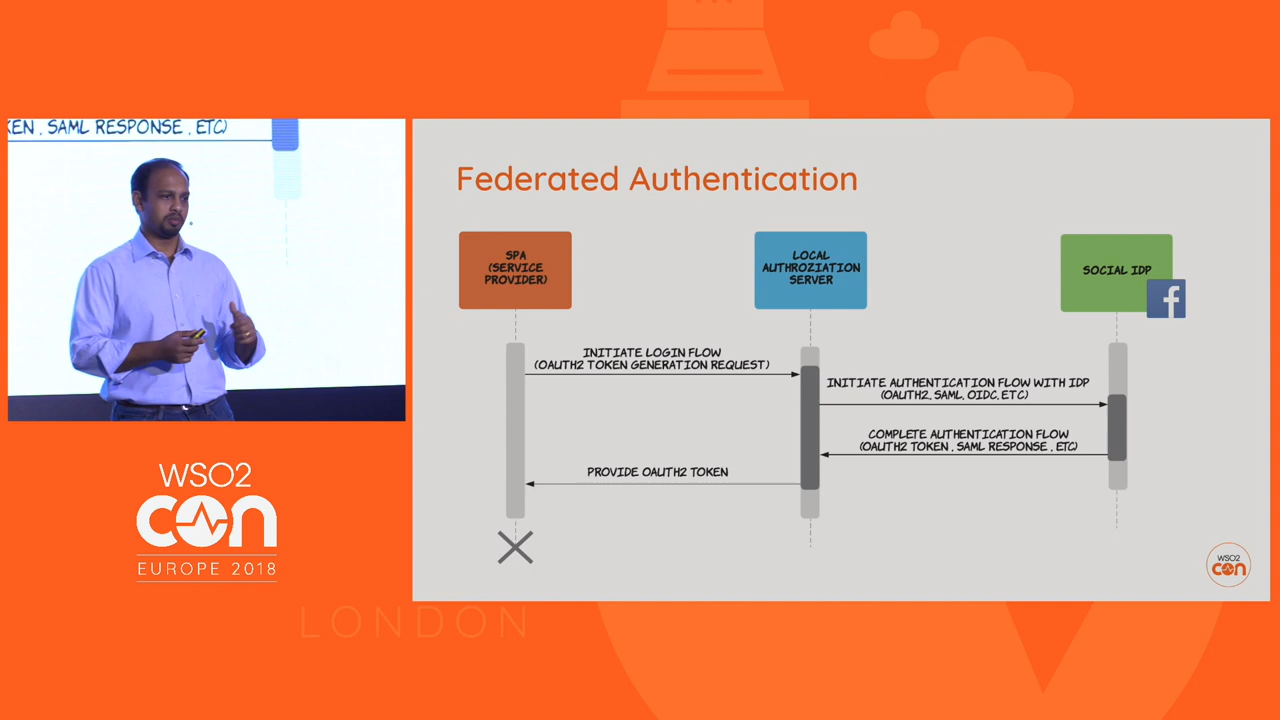 KEN , SAML RESPONSE , ETC)
Federated Authentication
SPA
(SERVICE
PROVIDER)
LOCAL
AUTHROZIATION
SERVER
SOCIAL IDP
f
INITIATE LOGIN FLOW
(OAUTH2 TOKEN GENERATION REQUEST)
INITIATE AUTHENTICATION FLOW WITH IDP
(OAUTH2, SAML, OIDC, ETC)
COMPLETE AUTHENTICATION FLOW
(OAUTH2 TOKEN , SAML RESPONSE , ETC)
PROVIDE OAUTH2 TOKEN
WSO2
CON
EUROPE 2018
LONDON
WSO2
CON